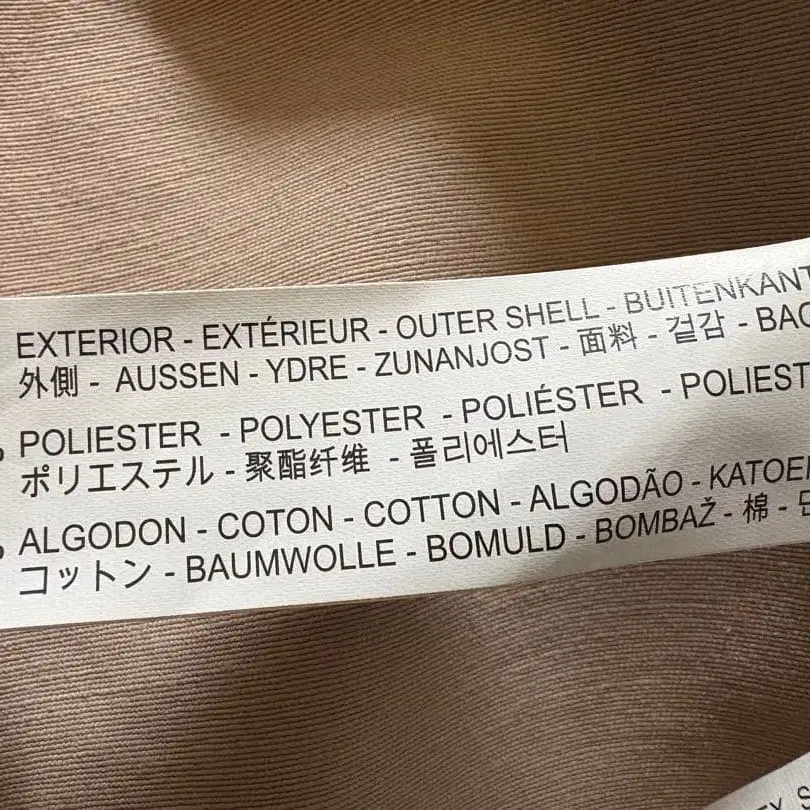 EXTERIOR - EXTÉRIEUR - OUTER SHELL - BUITENKANT
外側 - AUSSEN - YDRE - ZUNANJOST - 面料 - 겉감 -
POLIESTER - POLYESTER - POLIÉSTER - POLIEST
ポリエステル - 聚酯纤维 - 폴리에스터
ALGODON - COTON - COTTON - ALGODÃO - KATOE
コットン - BAUMWOLLE - BOMULD - BOMBAŽ - 棉 -